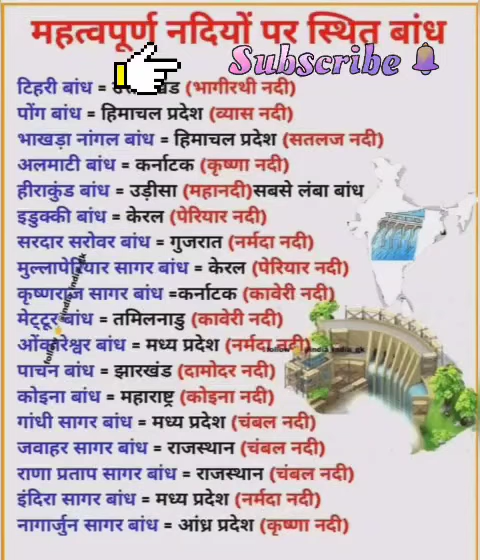 महत्वपूर्ण नदियों पर स्थित बांध
Subscribe
टिहरी बांध = (भागीरथी नदी)
पोंग बांध = हिमाचल प्रदेश (व्यास नदी)
भाखड़ा नांगल बांध = हिमाचल प्रदेश (सतलज नदी)
अलमाटी बांध = कर्नाटक (कृष्णा नदी)
हीराकुंड बांध = उड़ीसा (महानदी)सबसे लंबा बांध
इडुक्की बांध = केरल (पेरियार नदी)
सरदार सरोवर बांध = गुजरात (नर्मदा नदी)
मुल्लापेरियार सागर बांध = केरल (पेरियार नदी)
कृष्णराज सागर बांध =कर्नाटक (कावेरी नदी)
मेट्टूर बांध = तमिलनाडु (कावेरी नदी)
ओंकारेश्वर बांध = मध्य प्रदेश (नर्मदा नदी)
पाचन बांध = झारखंड (दामोदर नदी)
कोइना बांध = महाराष्ट्र (कोइना नदी)
गांधी सागर बांध = मध्य प्रदेश (चंबल नदी)
जवाहर सागर बांध = राजस्थान (चंबल नदी)
राणा प्रताप सागर बांध = राजस्थान (चंबल नदी)
इंदिरा सागर बांध = मध्य प्रदेश (नर्मदा नदी)
नागार्जुन सागर बांध = आंध्र प्रदेश (कृष्णा नदी)